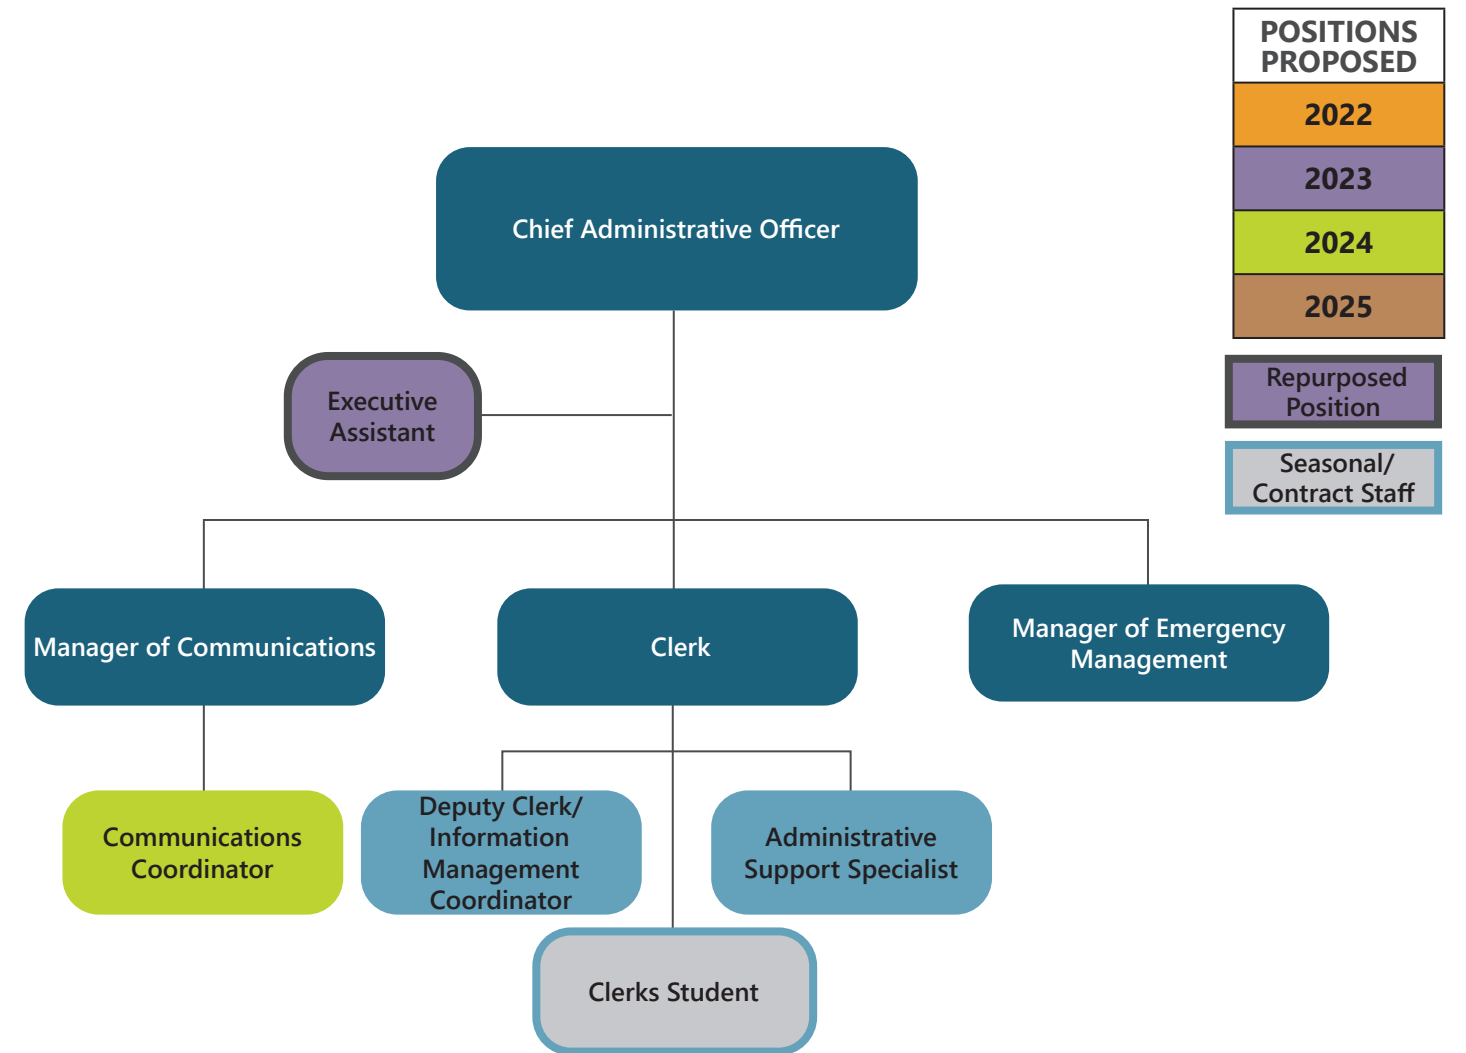 POSITIONS
PROPOSED
2022
2023
2024
2025
Repurposed
Position
Seasonal/
Contract Staff
Chief Administrative Officer
Executive
Assistant
Manager of Communications
Clerk
Manager of Emergency
Management
Communications
Coordinator
Deputy Clerk/
Information
Management
Coordinator
Administrative
Support Specialist
Clerks Student